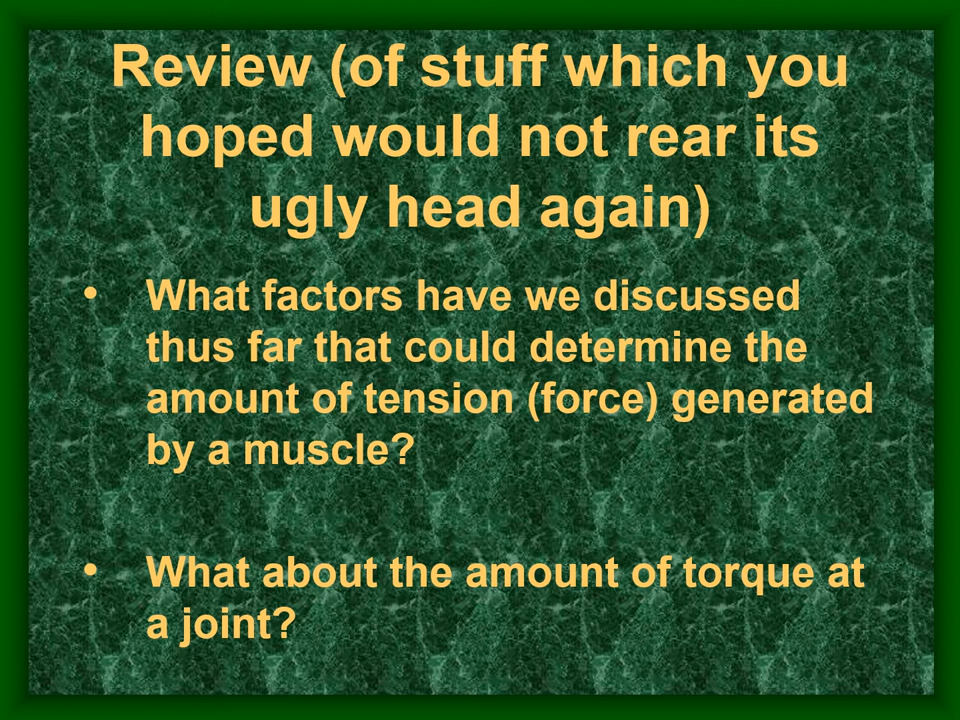 Review (of stuff which you
hoped would not rear its
ugly head again)
• What factors have we discussed
thus far that could determine the
amount of tension (force) generated
by a muscle?
• What about the amount of torque at
a joint?